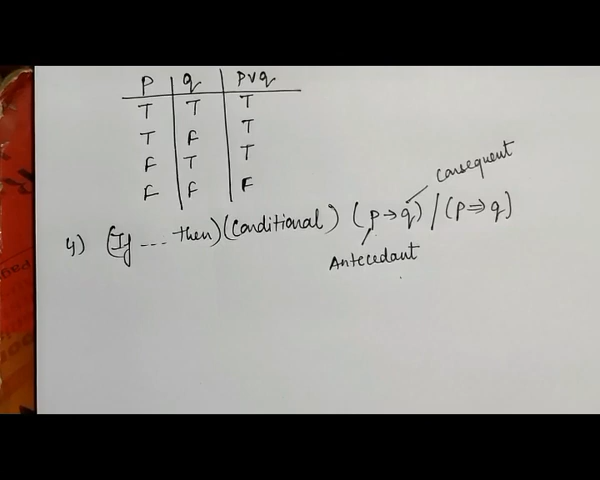 P q p∨q
T T T
T F T
F T T
F F F
Consequent
4) (If --- then) (Conditional) (p → q) / (p ⇒ q)
Antecedant